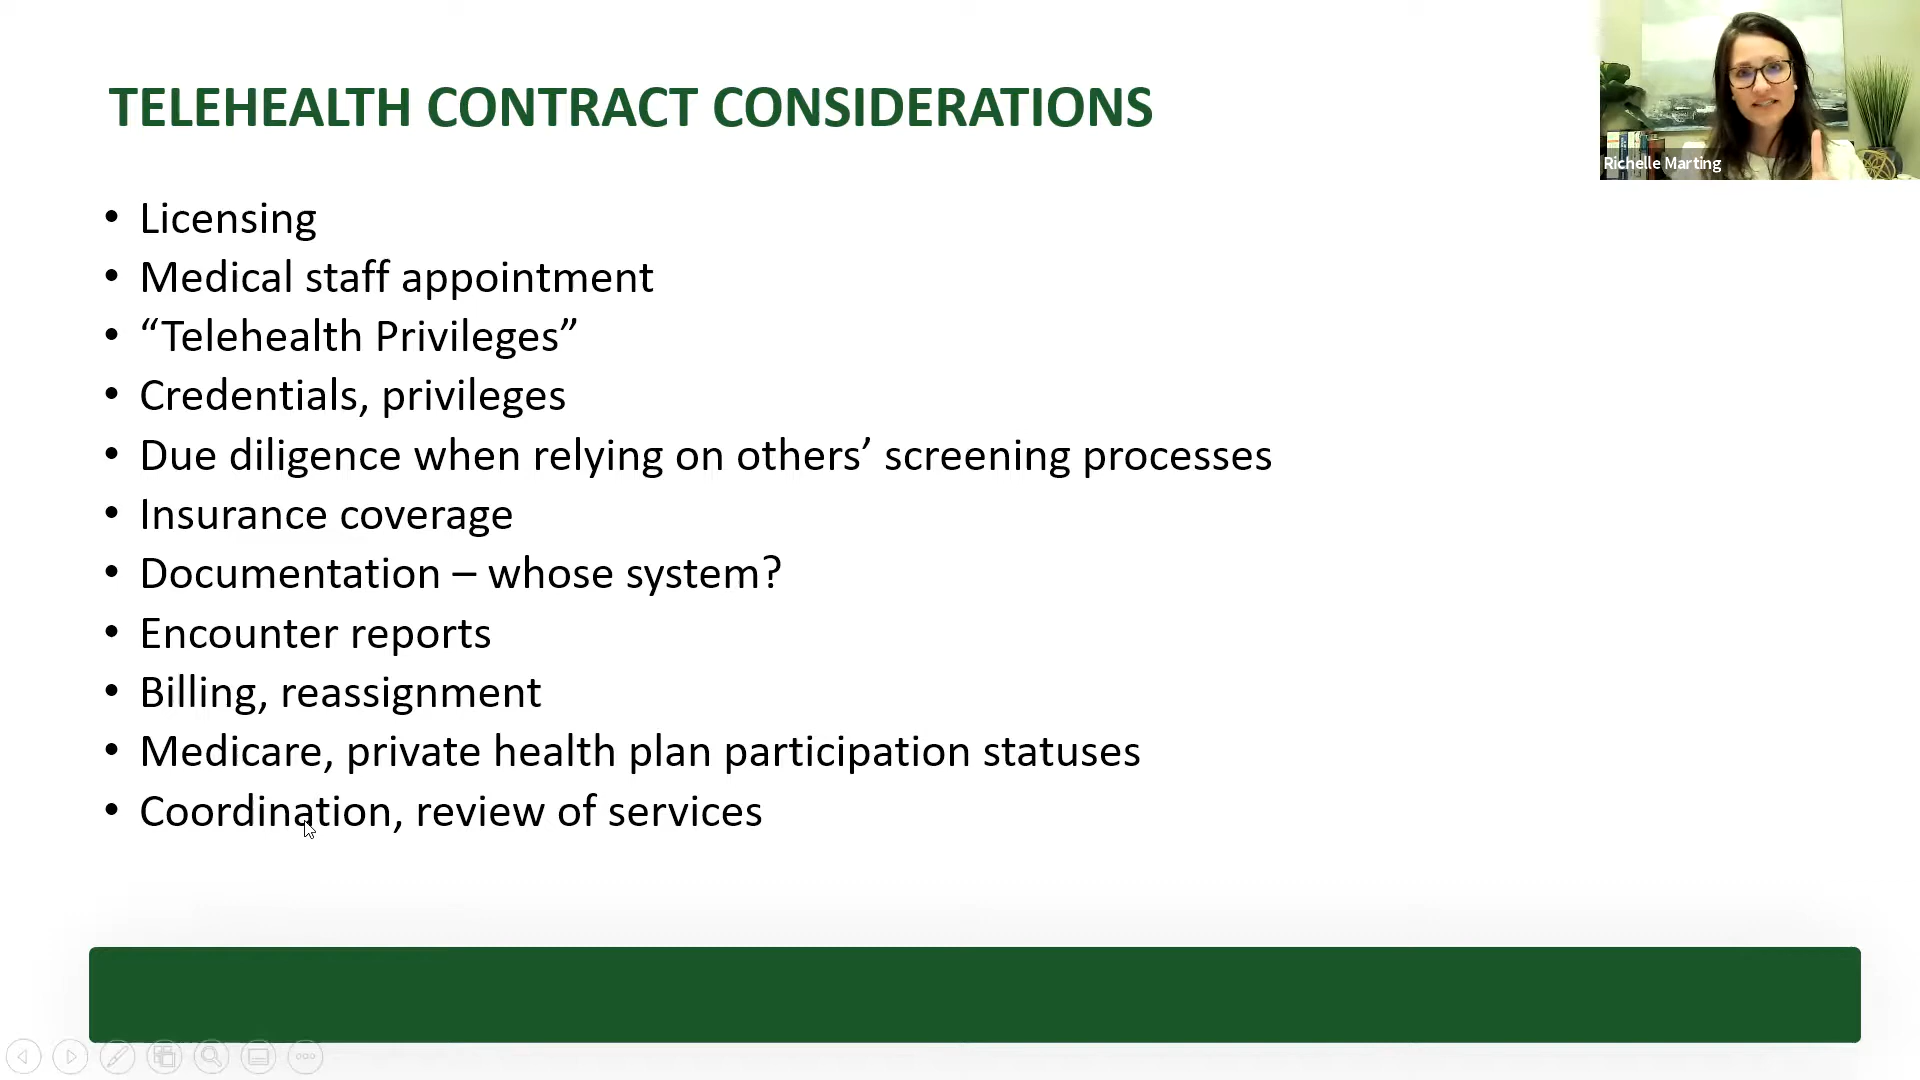 TELEHEALTH CONTRACT CONSIDERATIONS
Richelle Marting
• Licensing
• Medical staff appointment
• “Telehealth Privileges”
• Credentials, privileges
• Due diligence when relying on others’ screening processes
• Insurance coverage
• Documentation – whose system?
• Encounter reports
• Billing, reassignment
• Medicare, private health plan participation statuses
• Coordination, review of services